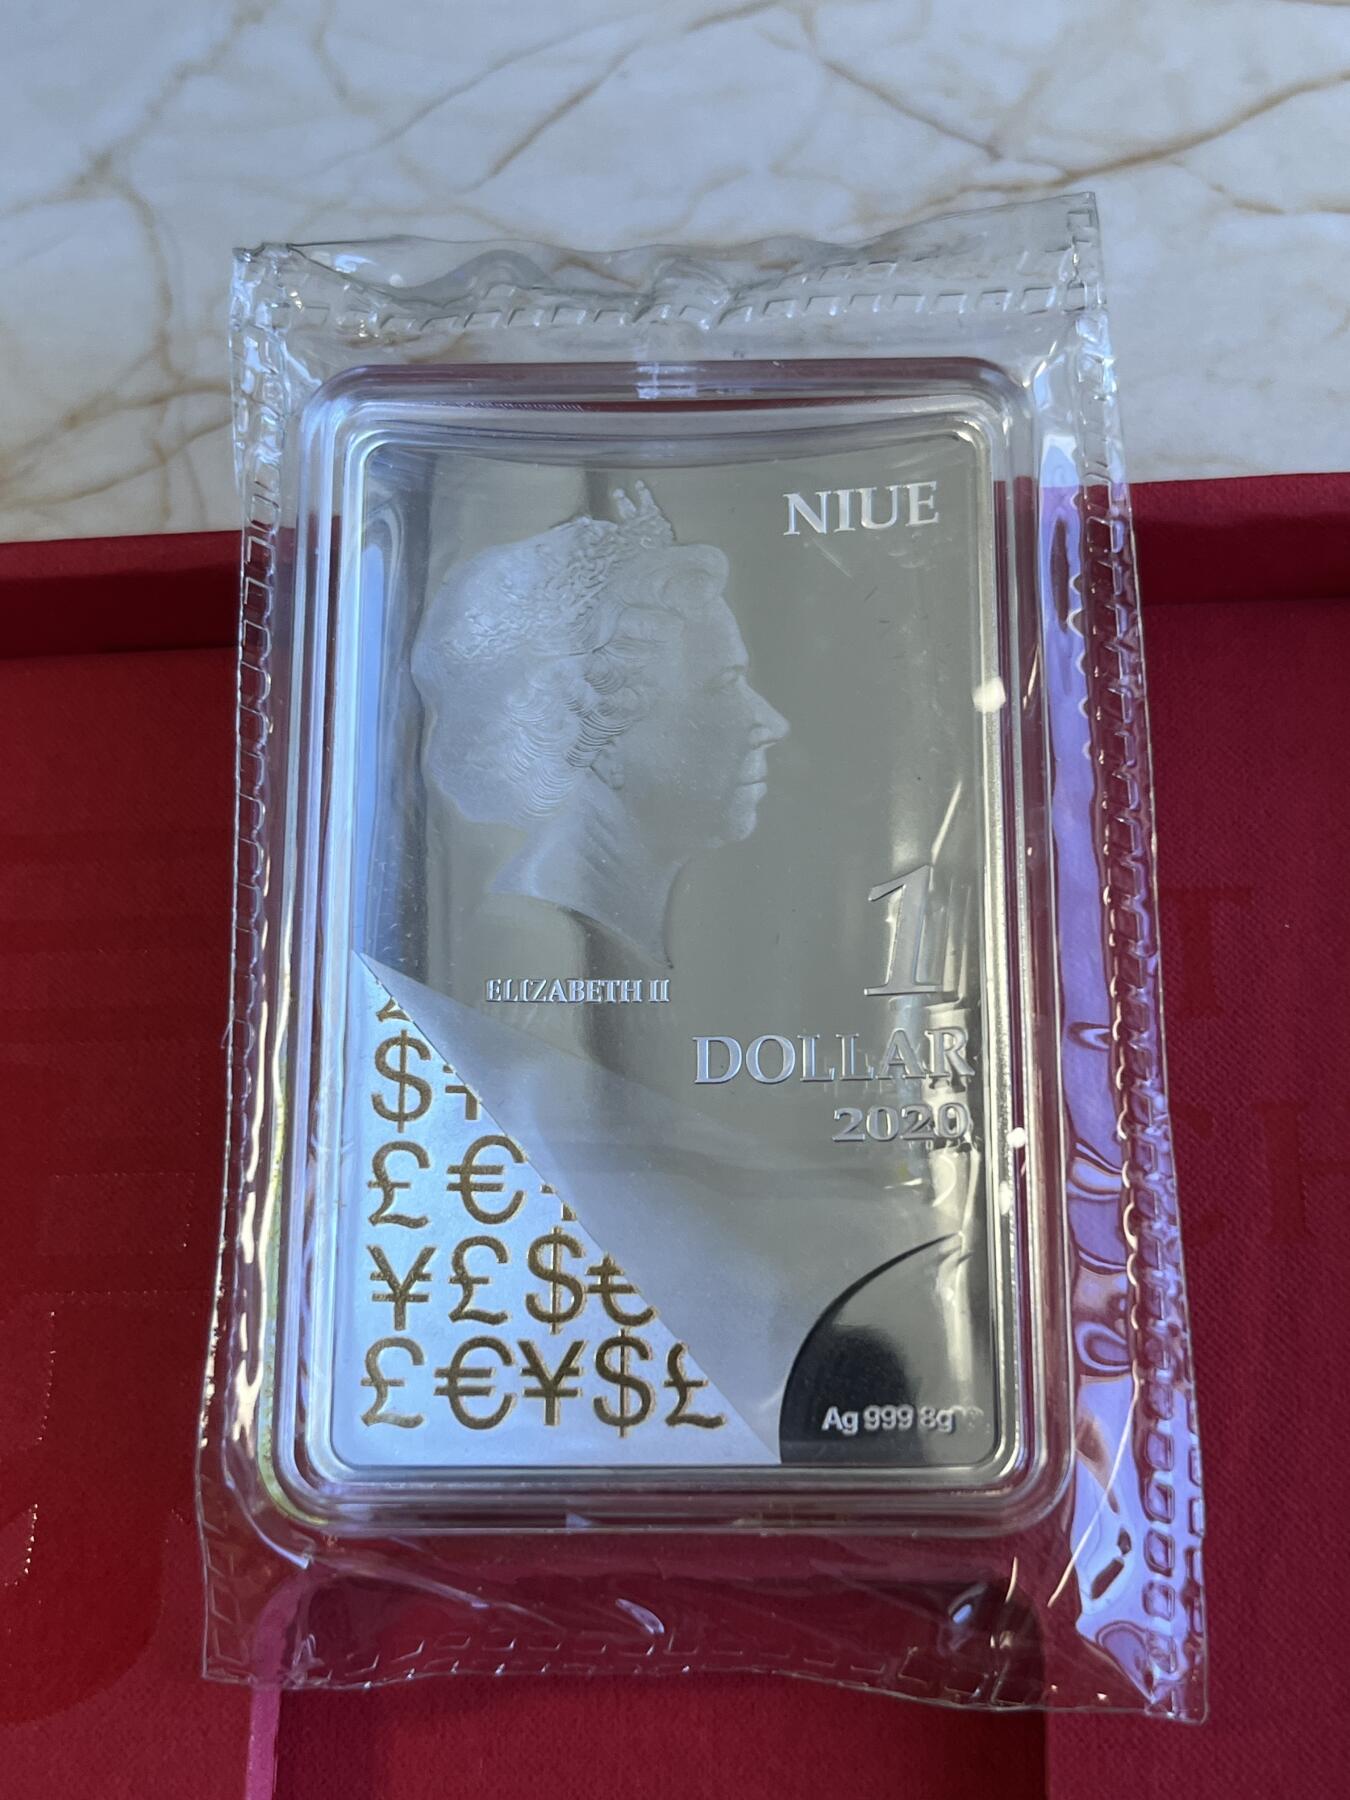 NIUE
1
ELIZABETH II
DOLLAR
2020
$ ¥
£ €
¥ £ $ ₺
£ € ¥ $ £
Ag 999 8g